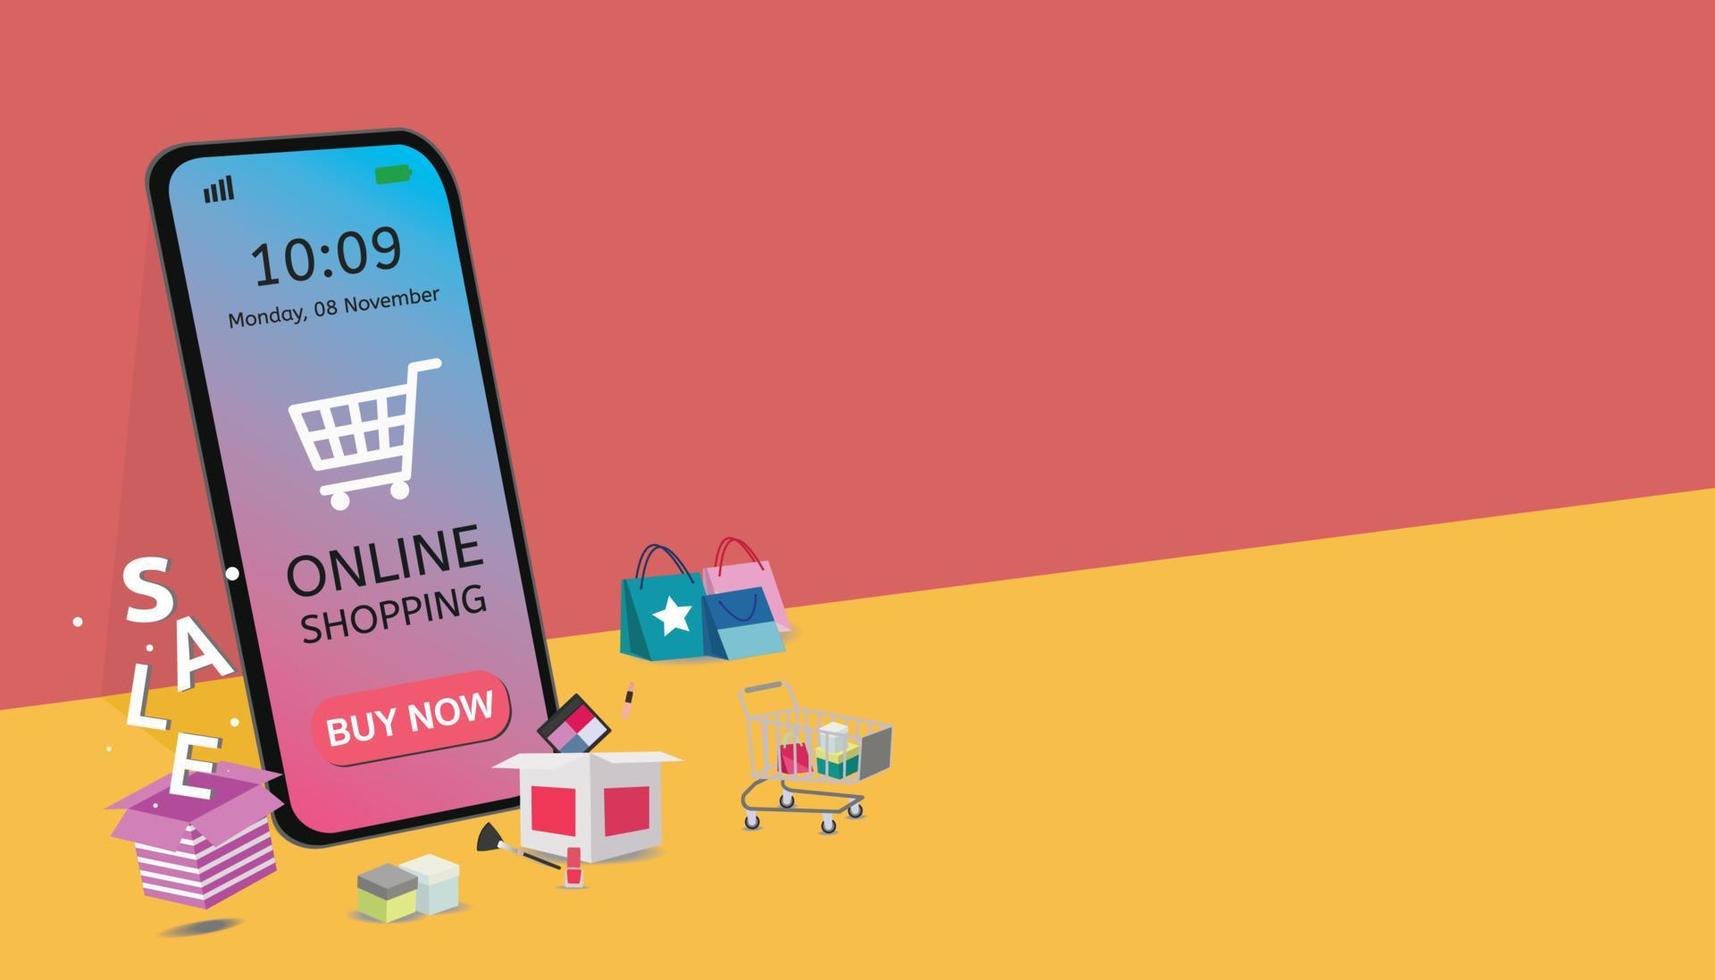 10:09
Monday, 08 November
ONLINE
SHOPPING
BUY NOW
SALE